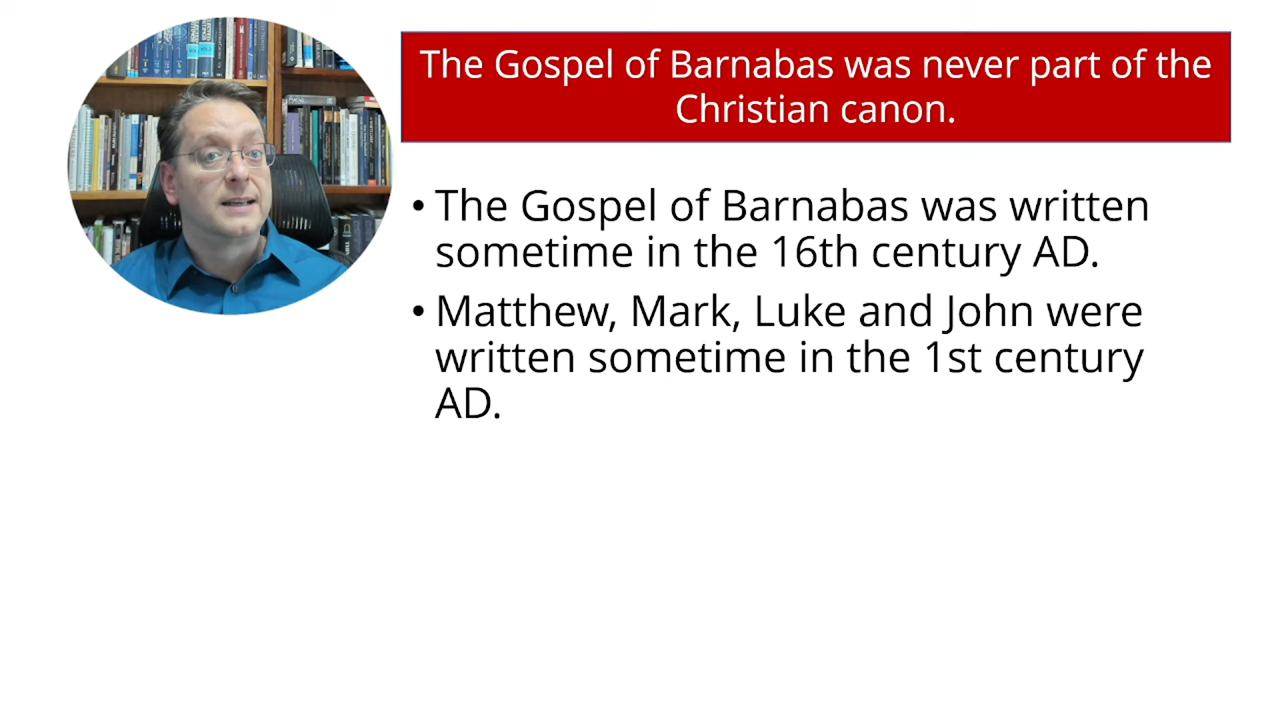 The Gospel of Barnabas was never part of the
Christian canon.
• The Gospel of Barnabas was written
sometime in the 16th century AD.
• Matthew, Mark, Luke and John were
written sometime in the 1st century
AD.